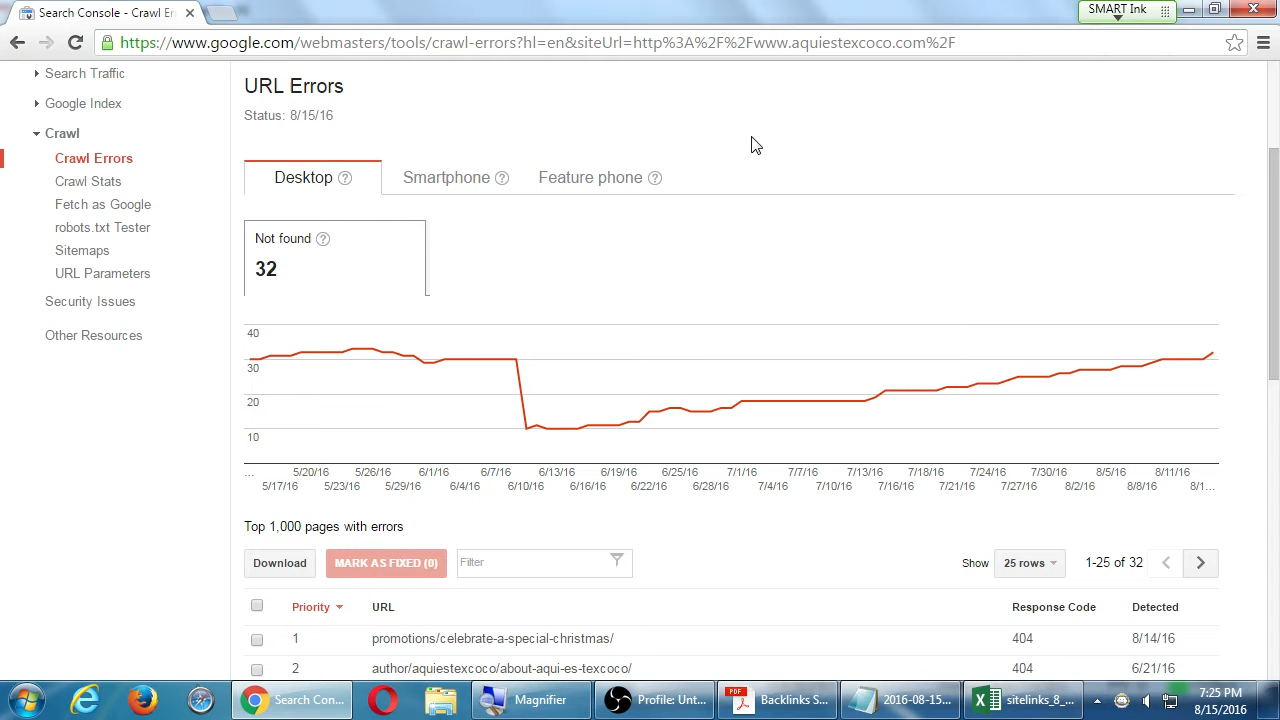 Search Console - Crawl Er
SMART Ink
https://www.google.com/webmasters/tools/crawl-errors?hl=en&siteUrl=http%3A%2F%2Fwww.aquiestexcoco.com%2F
Search Traffic
Google Index
Crawl
Crawl Errors
Crawl Stats
Fetch as Google
robots.txt Tester
Sitemaps
URL Parameters
Security Issues
Other Resources
URL Errors
Status: 8/15/16
Desktop ? Smartphone ? Feature phone ?
Not found ?
32
40
30
20
10
... 5/20/16 5/26/16 6/1/16 6/7/16 6/13/16 6/19/16 6/25/16 7/1/16 7/7/16 7/13/16 7/18/16 7/24/16 7/30/16 8/5/16 8/11/16
5/17/16 5/23/16 5/29/16 6/4/16 6/10/16 6/16/16 6/22/16 6/28/16 7/4/16 7/10/16 7/16/16 7/21/16 7/27/16 8/2/16 8/8/16 8/1...
Top 1,000 pages with errors
Download MARK AS FIXED (0) Filter Show 25 rows 1-25 of 32
Priority URL Response Code Detected
1 promotions/celebrate-a-special-christmas/ 404 8/14/16
2 author/aquiestexcoco/about-aqui-es-texcoco/ 404 6/21/16
Search Con... Magnifier Profile: Unt... PDF Backlinks S... 2016-08-15... sitelinks_8_... 7:25 PM
8/15/2016